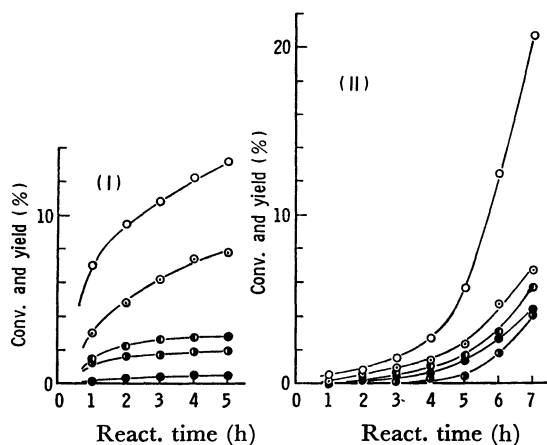 20
(II)
10
0
0 1 2 3 4 5 6 7
Conv. and yield (%)
React. time (h)
(I)
10
0
0 1 2 3 4 5
Conv. and yield (%)
React. time (h)